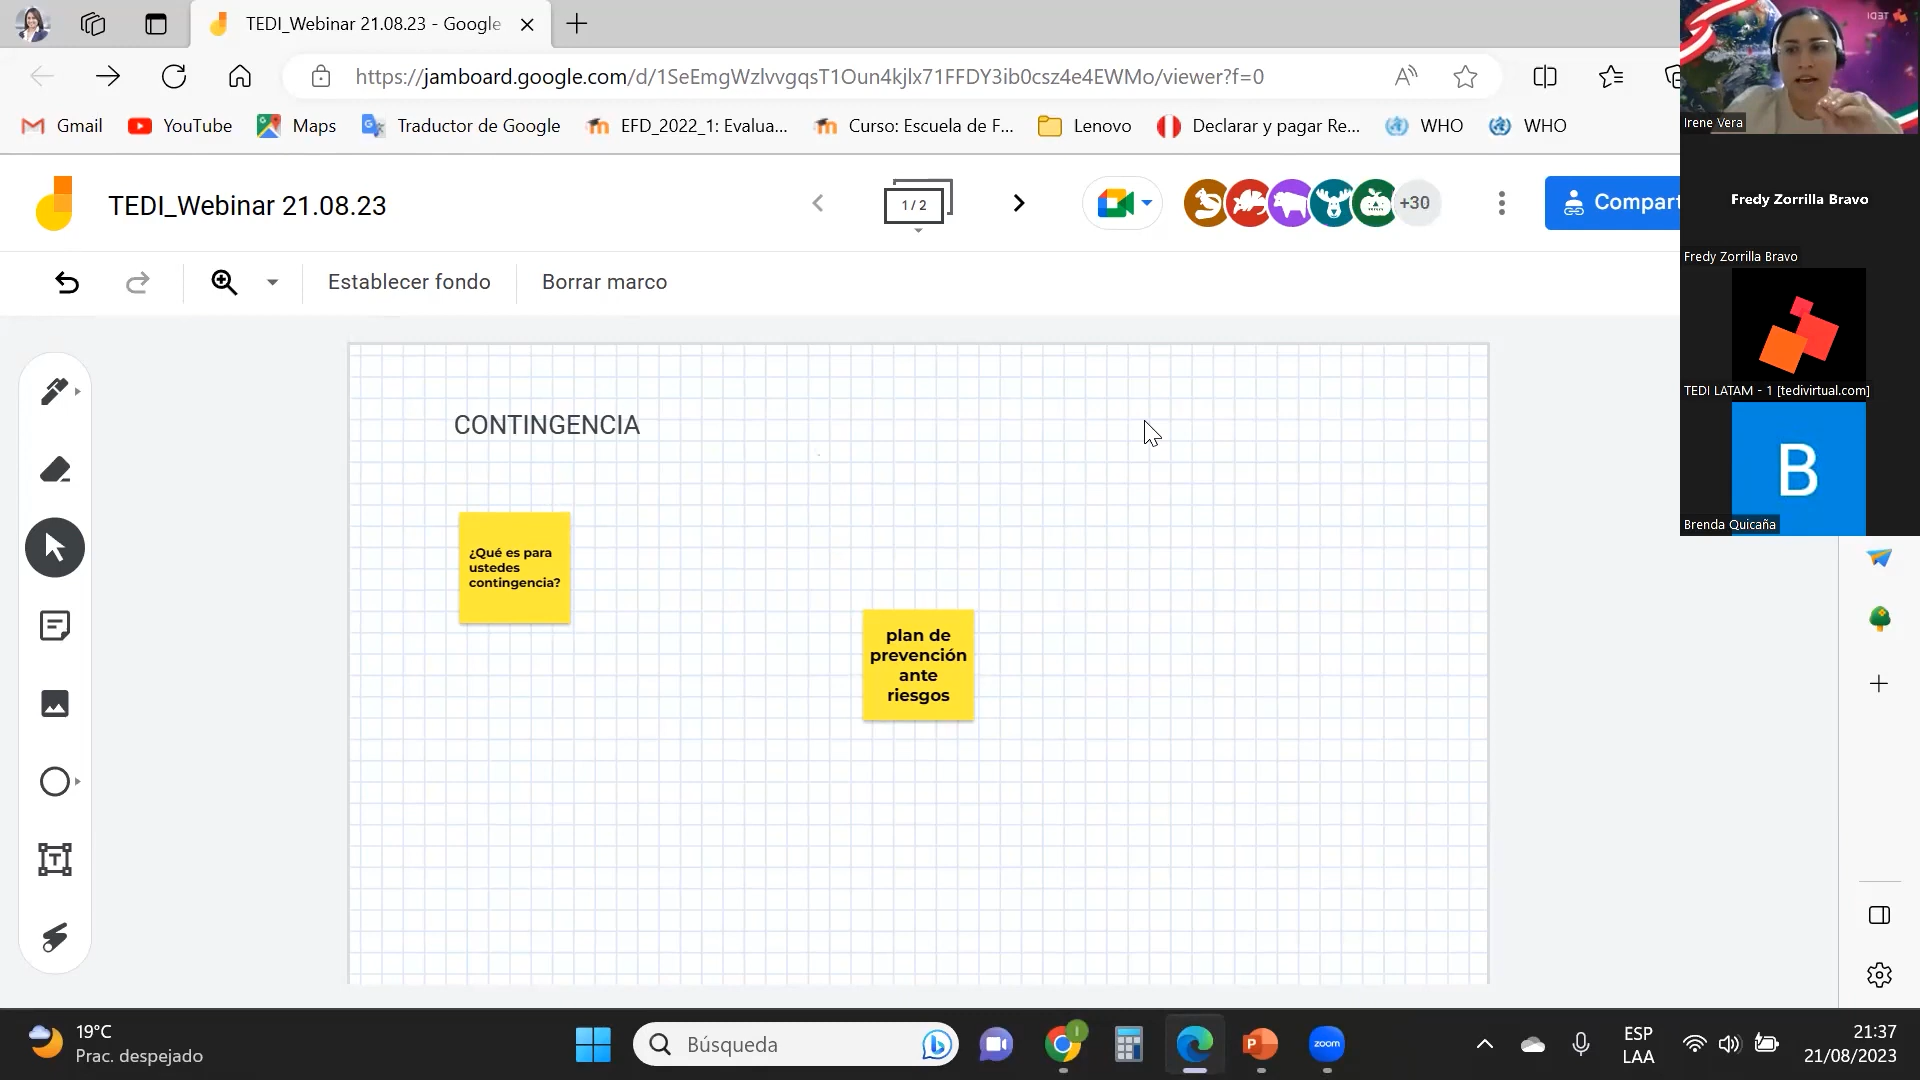 TEDI_Webinar 21.08.23 - Google
https://jamboard.google.com/d/1SeEmgWzlvvgqsT1Oun4kjlx71FFDY3ib0csz4e4EWMo/viewer?f=0
Gmail
YouTube
Maps
Traductor de Google
EFD_2022_1: Evalua...
Curso: Escuela de F...
Lenovo
Declarar y pagar Re...
WHO
WHO
TEDI_Webinar 21.08.23
1 / 2
+30
Compart
Establecer fondo
Borrar marco
CONTINGENCIA
¿Qué es para
ustedes
contingencia?
plan de
prevención
ante
riesgos
TEDI
Irene Vera
Fredy Zorrilla Bravo
Fredy Zorrilla Bravo
TEDI LATAM - 1 [tedivirtual.com]
B
Brenda Quicaña
19°C
Prac. despejado
Búsqueda
zoom
ESP
LAA
21:37
21/08/2023